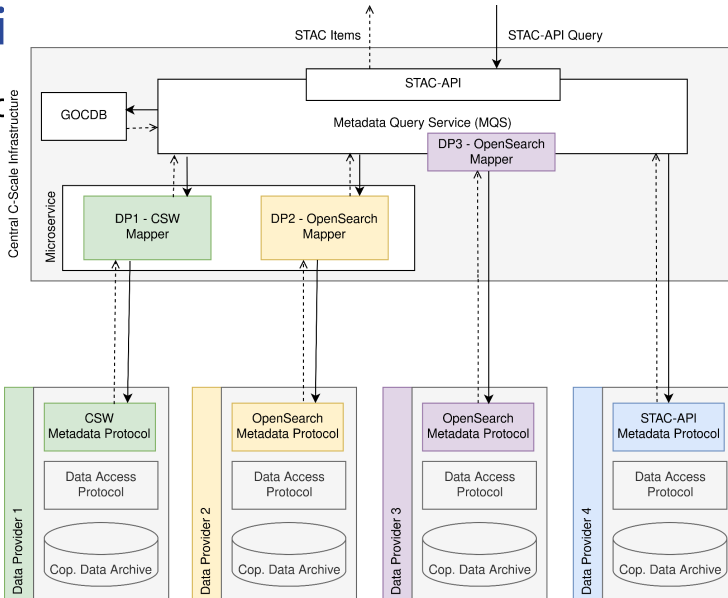 STAC Items
STAC-API Query
Central C-Scale Infrastructure
STAC-API
GOCDB
Metadata Query Service (MQS)
DP3 - OpenSearch
Mapper
Microservice
DP1 - CSW
Mapper
DP2 - OpenSearch
Mapper
Data Provider 1
CSW
Metadata Protocol
Data Access
Protocol
Cop. Data Archive
Data Provider 2
OpenSearch
Metadata Protocol
Data Access
Protocol
Cop. Data Archive
Data Provider 3
OpenSearch
Metadata Protocol
Data Access
Protocol
Cop. Data Archive
Data Provider 4
STAC-API
Metadata Protocol
Data Access
Protocol
Cop. Data Archive